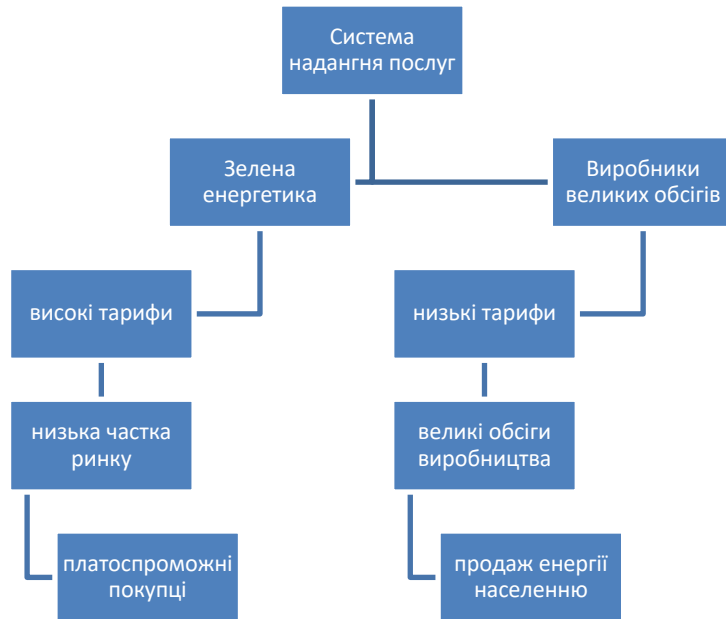 Система
надангня послуг
Зелена
енергетика
Виробники
великих обсігів
високі тарифи
низькі тарифи
низька частка
ринку
великі обсіги
виробництва
платоспроможні
покупці
продаж енергії
населенню